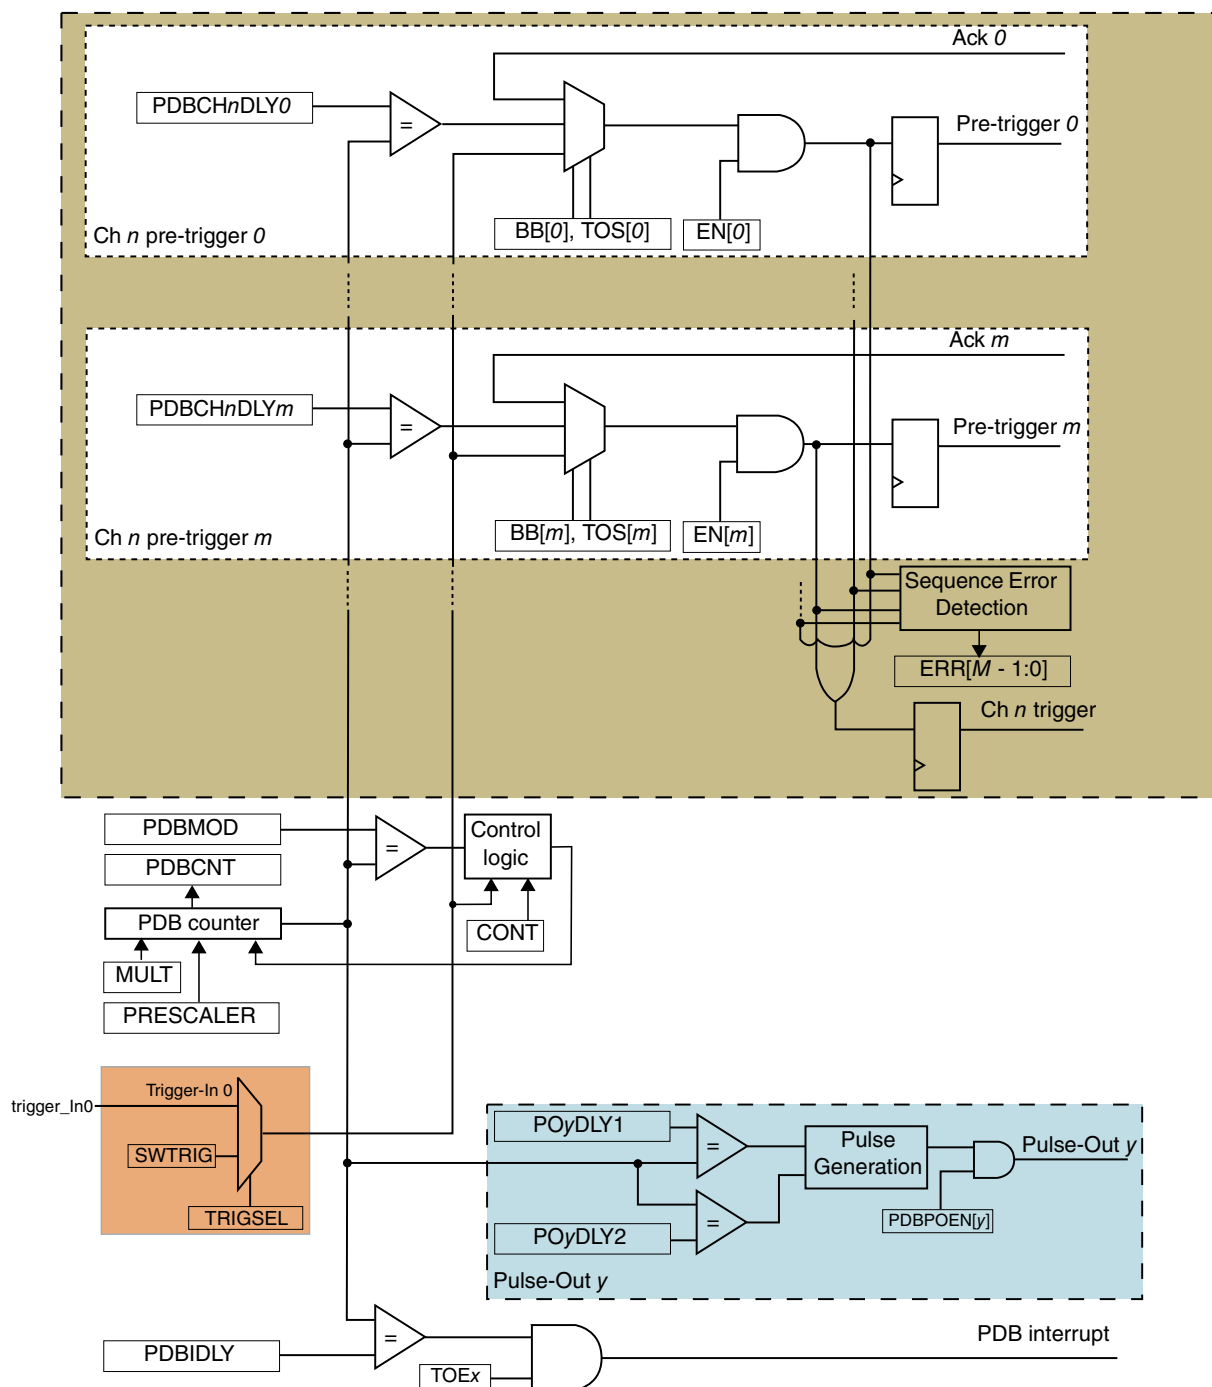 Ack 0
PDBCHnDLY0
=
Pre-trigger 0
BB[0], TOS[0]
EN[0]
Ch n pre-trigger 0
Ack m
PDBCHnDLYm
=
Pre-trigger m
BB[m], TOS[m]
EN[m]
Ch n pre-trigger m
Sequence Error
Detection
ERR[M - 1:0]
Ch n trigger
PDBMOD
=
Control
logic
PDBCNT
PDB counter
CONT
MULT
PRESCALER
trigger_In0
Trigger-In 0
SWTRIG
TRIGSEL
POyDLY1
=
Pulse
Generation
Pulse-Out y
PDBPOEN[y]
POyDLY2
=
Pulse-Out y
PDBIDLY
=
TOEx
PDB interrupt